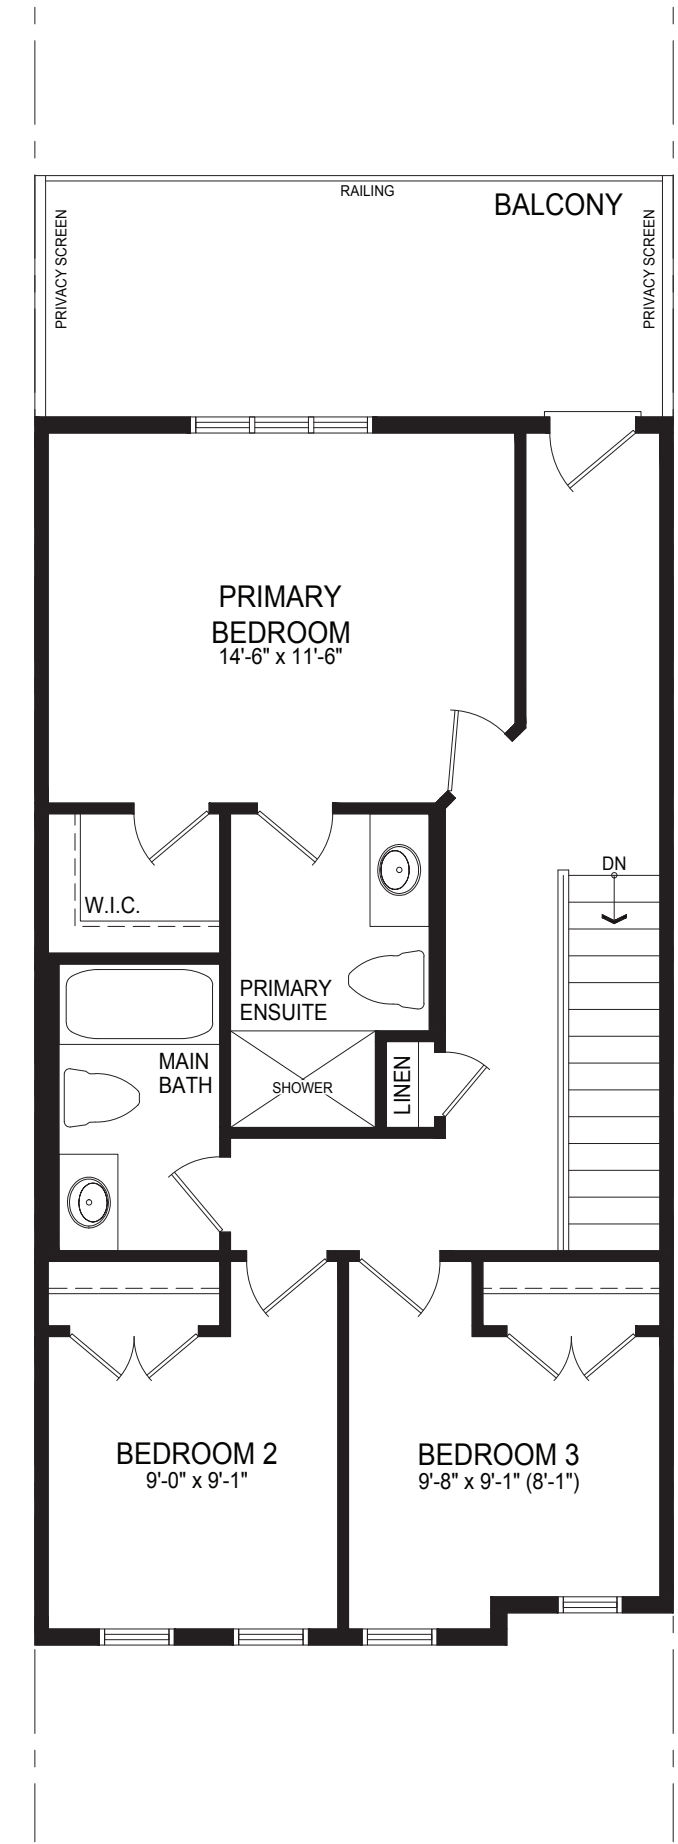 RAILING
BALCONY
PRIVACY SCREEN
PRIVACY SCREEN
PRIMARY
BEDROOM
14'-6" x 11'-6"
DN
W.I.C.
PRIMARY
ENSUITE
MAIN
BATH
SHOWER
LINEN
BEDROOM 2
9'-0" x 9'-1"
BEDROOM 3
9'-8" x 9'-1" (8'-1")